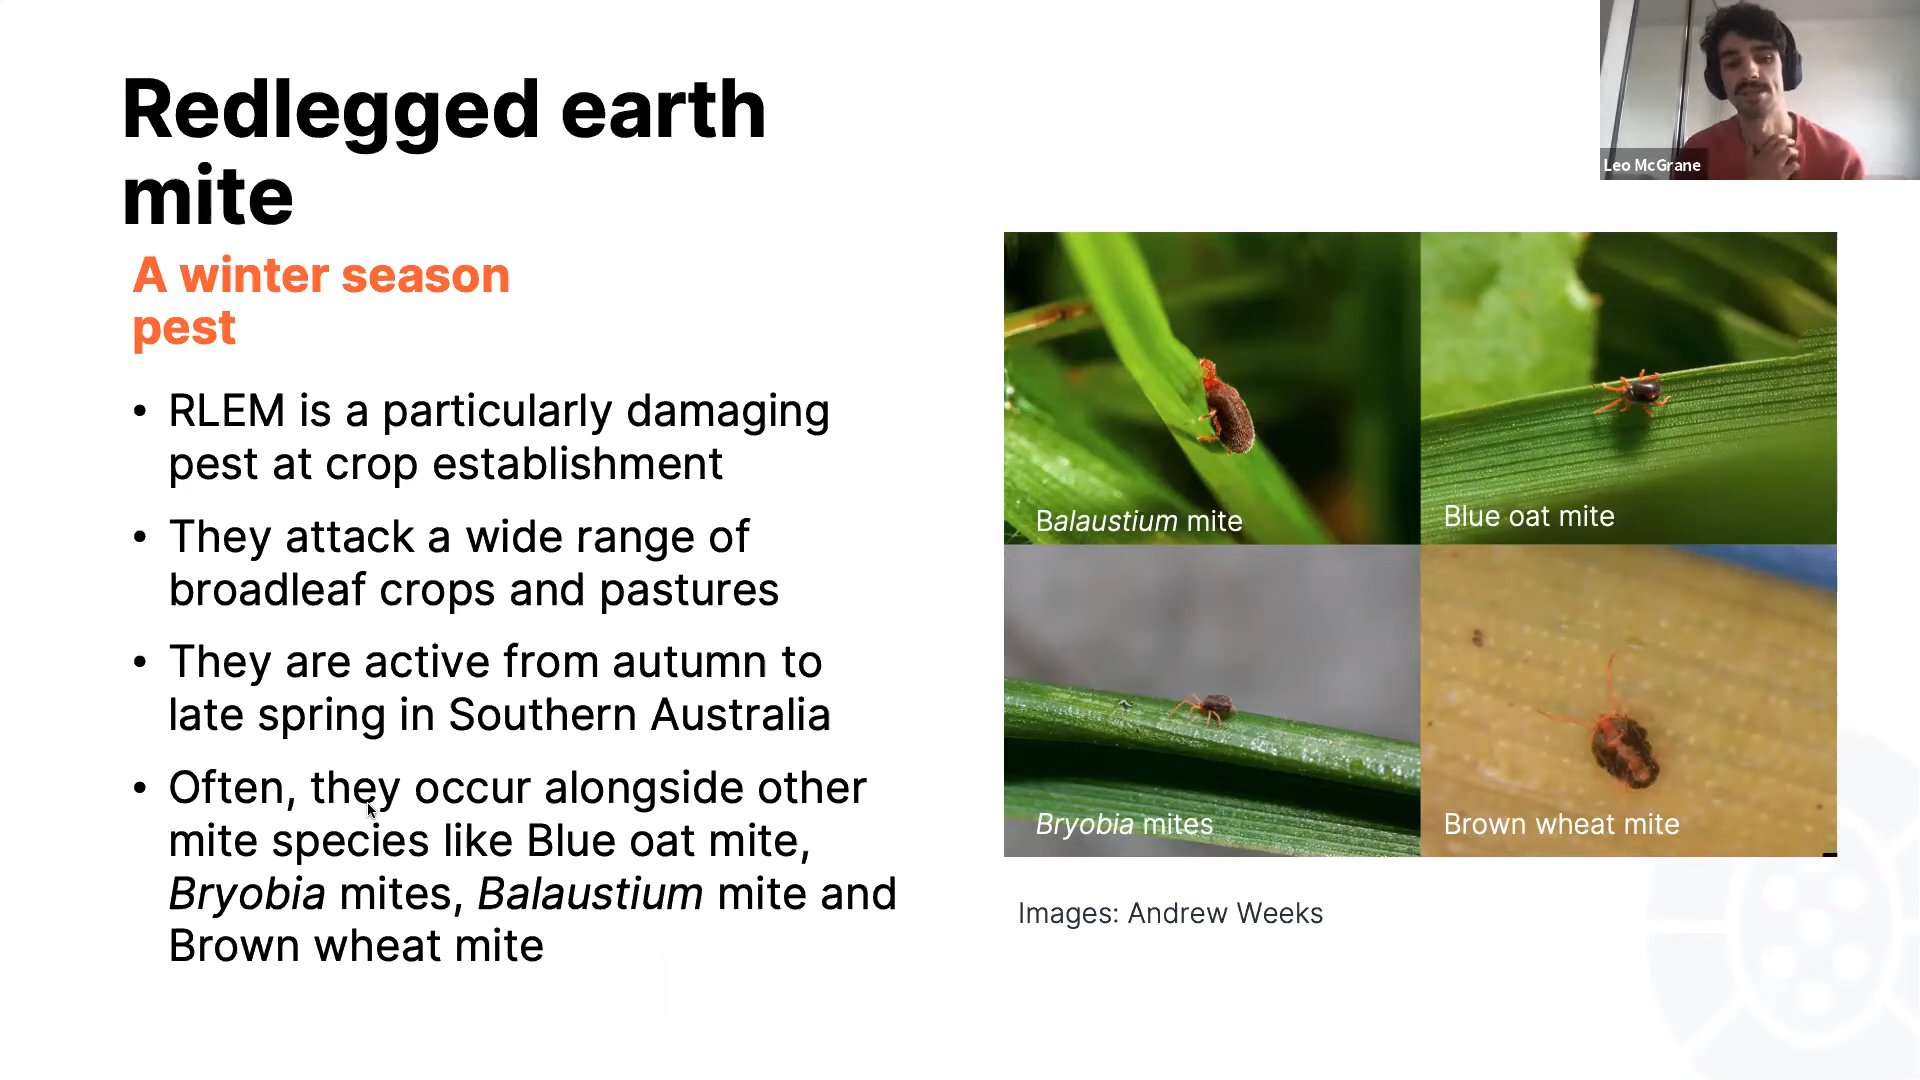 Redlegged earth
mite
A winter season
pest
• RLEM is a particularly damaging
pest at crop establishment
• They attack a wide range of
broadleaf crops and pastures
• They are active from autumn to
late spring in Southern Australia
• Often, they occur alongside other
mite species like Blue oat mite,
Bryobia mites, Balaustium mite and
Brown wheat mite
Leo McGrane
Balaustium mite
Blue oat mite
Bryobia mites
Brown wheat mite
Images: Andrew Weeks